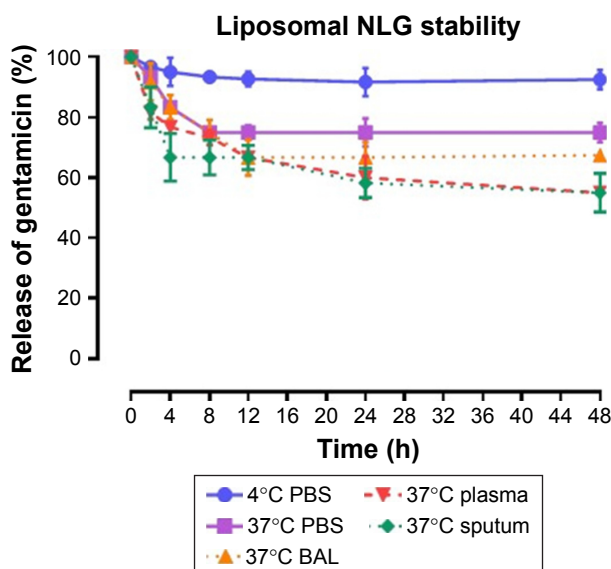 Liposomal NLG stability
Release of gentamicin (%)
100
80
60
40
20
0
0 4 8 12 16 20 24 28 32 36 40 44 48
Time (h)
4°C PBS 37°C plasma
37°C PBS 37°C sputum
37°C BAL